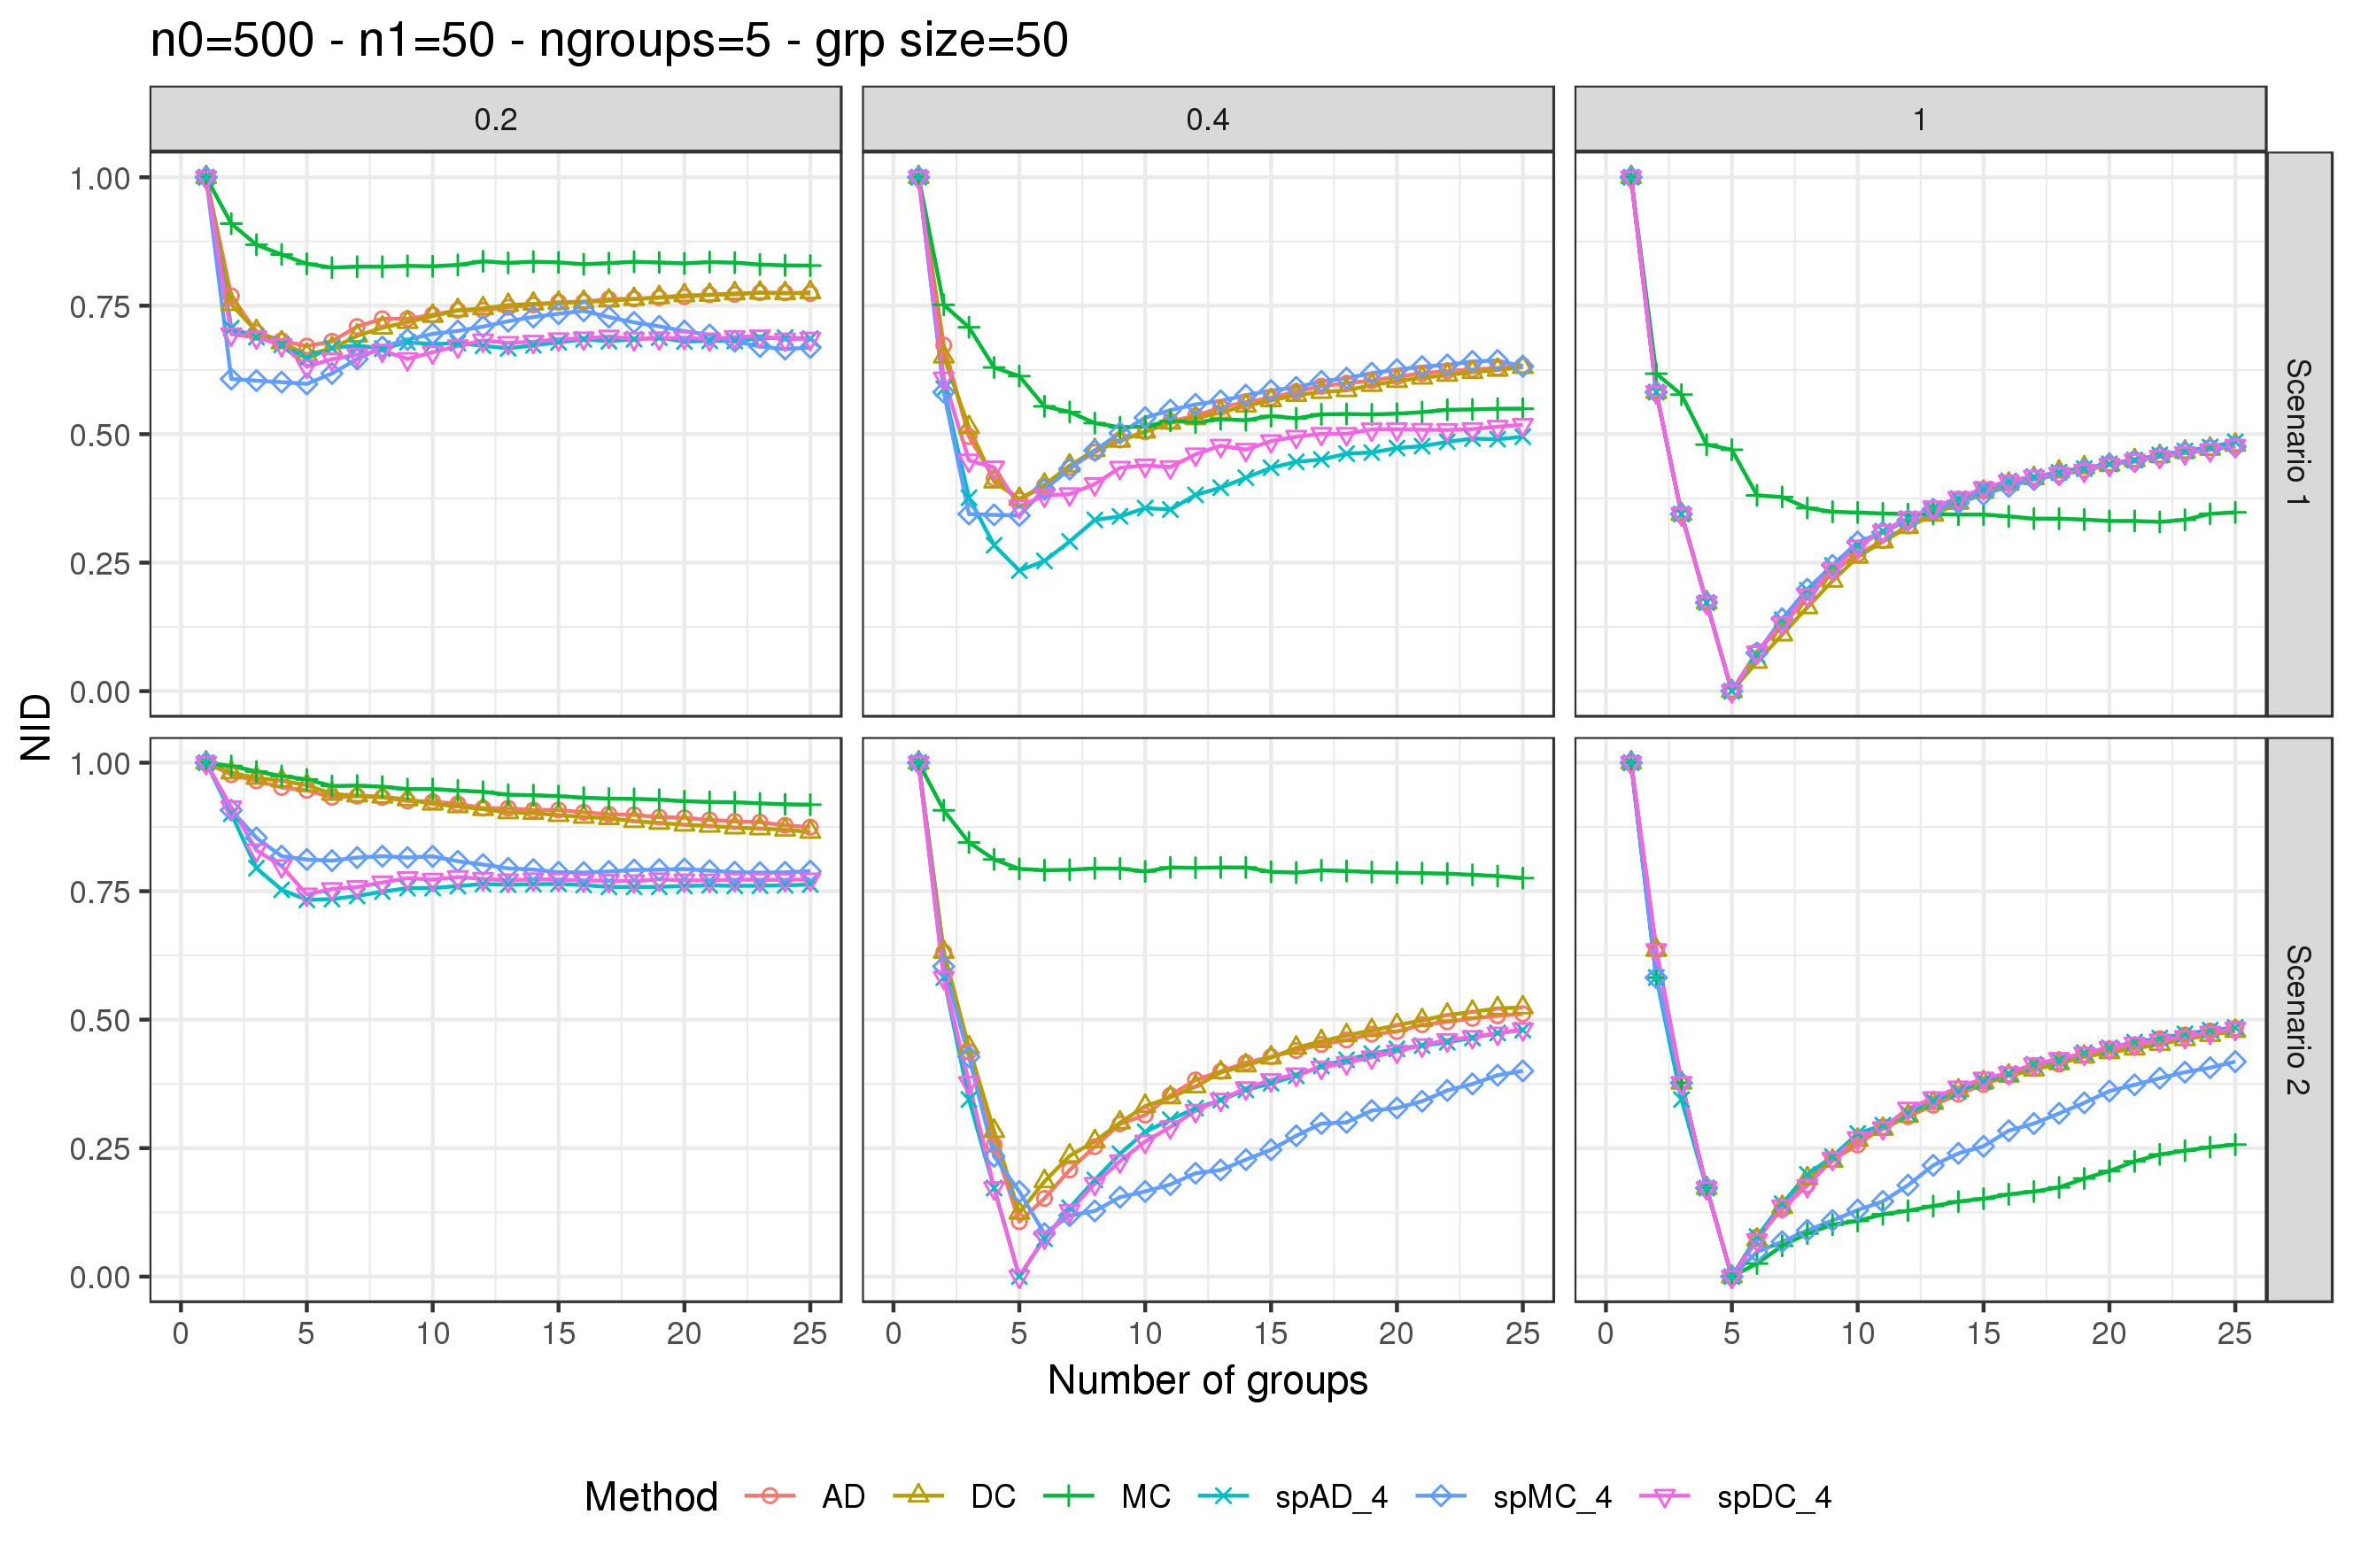 n0=500 - n1=50 - ngroups=5 - grp size=50
0.2 0.4 1
1.00
0.75
0.50
0.25
0.00
Scenario 1
NID
1.00
0.75
0.50
0.25
0.00
Scenario 2
0 5 10 15 20 25 0 5 10 15 20 25 0 5 10 15 20 25
Number of groups
Method AD DC MC spAD_4 spMC_4 spDC_4